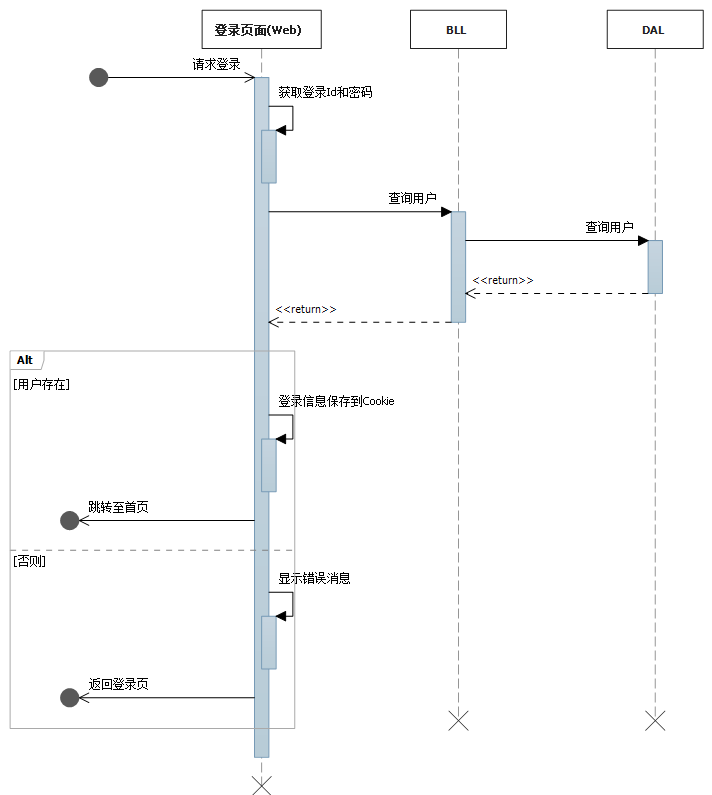 登录页面(Web)
BLL
DAL
请求登录
获取登录Id和密码
查询用户
查询用户
<<return>>
<<return>>
Alt
[用户存在]
登录信息保存到Cookie
跳转至首页
[否则]
显示错误消息
返回登录页